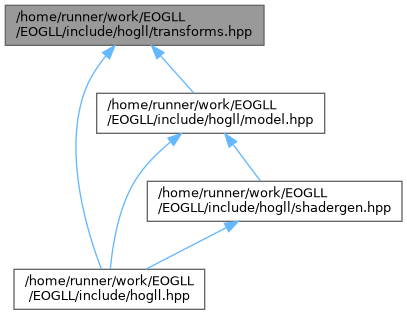 /home/runner/work/EOGLL
/EOGLL/include/hogll/transforms.hpp
/home/runner/work/EOGLL
/EOGLL/include/hogll/model.hpp
/home/runner/work/EOGLL
/EOGLL/include/hogll/shadergen.hpp
/home/runner/work/EOGLL
/EOGLL/include/hogll.hpp